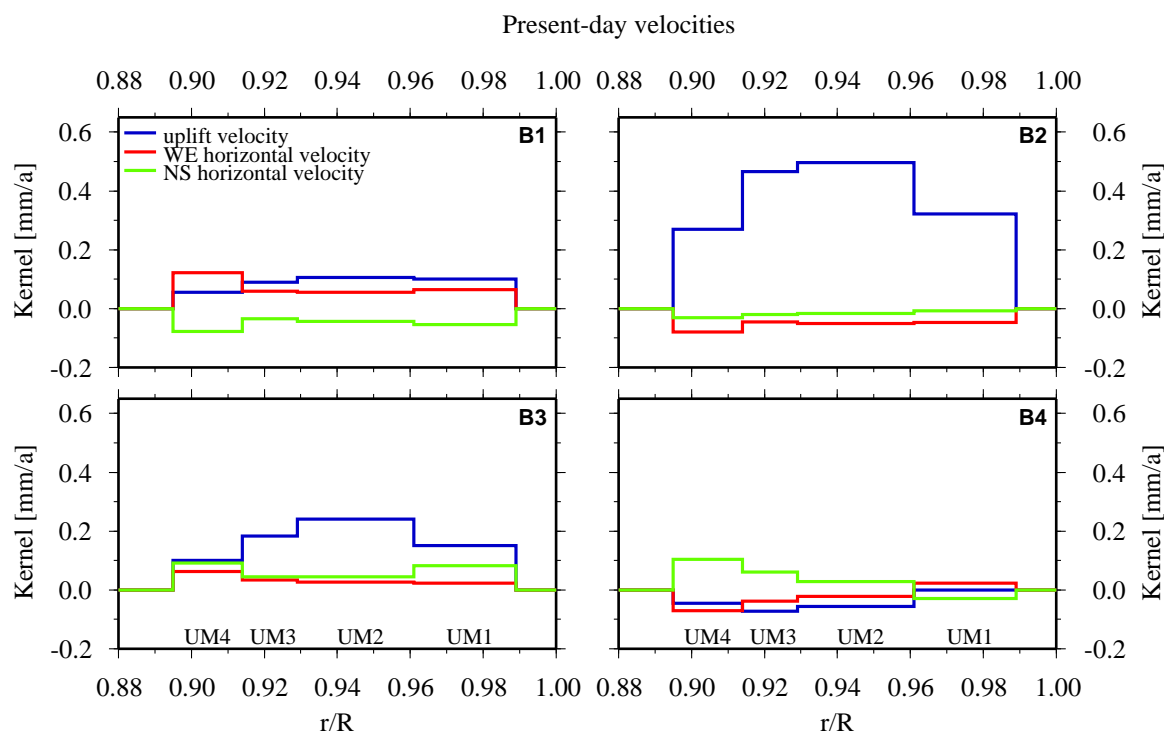 Present-day velocities
0.88 0.90 0.92 0.94 0.96 0.98 1.00
0.88 0.90 0.92 0.94 0.96 0.98 1.00
B1
uplift velocity
WE horizontal velocity
NS horizontal velocity
Kernel [mm/a]
0.6
0.4
0.2
0.0
-0.2
B2
0.6
0.4
0.2
0.0
-0.2
Kernel [mm/a]
B3
Kernel [mm/a]
0.6
0.4
0.2
0.0
-0.2
UM4 UM3 UM2 UM1
B4
0.6
0.4
0.2
0.0
-0.2
Kernel [mm/a]
UM4 UM3 UM2 UM1
0.88 0.90 0.92 0.94 0.96 0.98 1.00
0.88 0.90 0.92 0.94 0.96 0.98 1.00
r/R
r/R